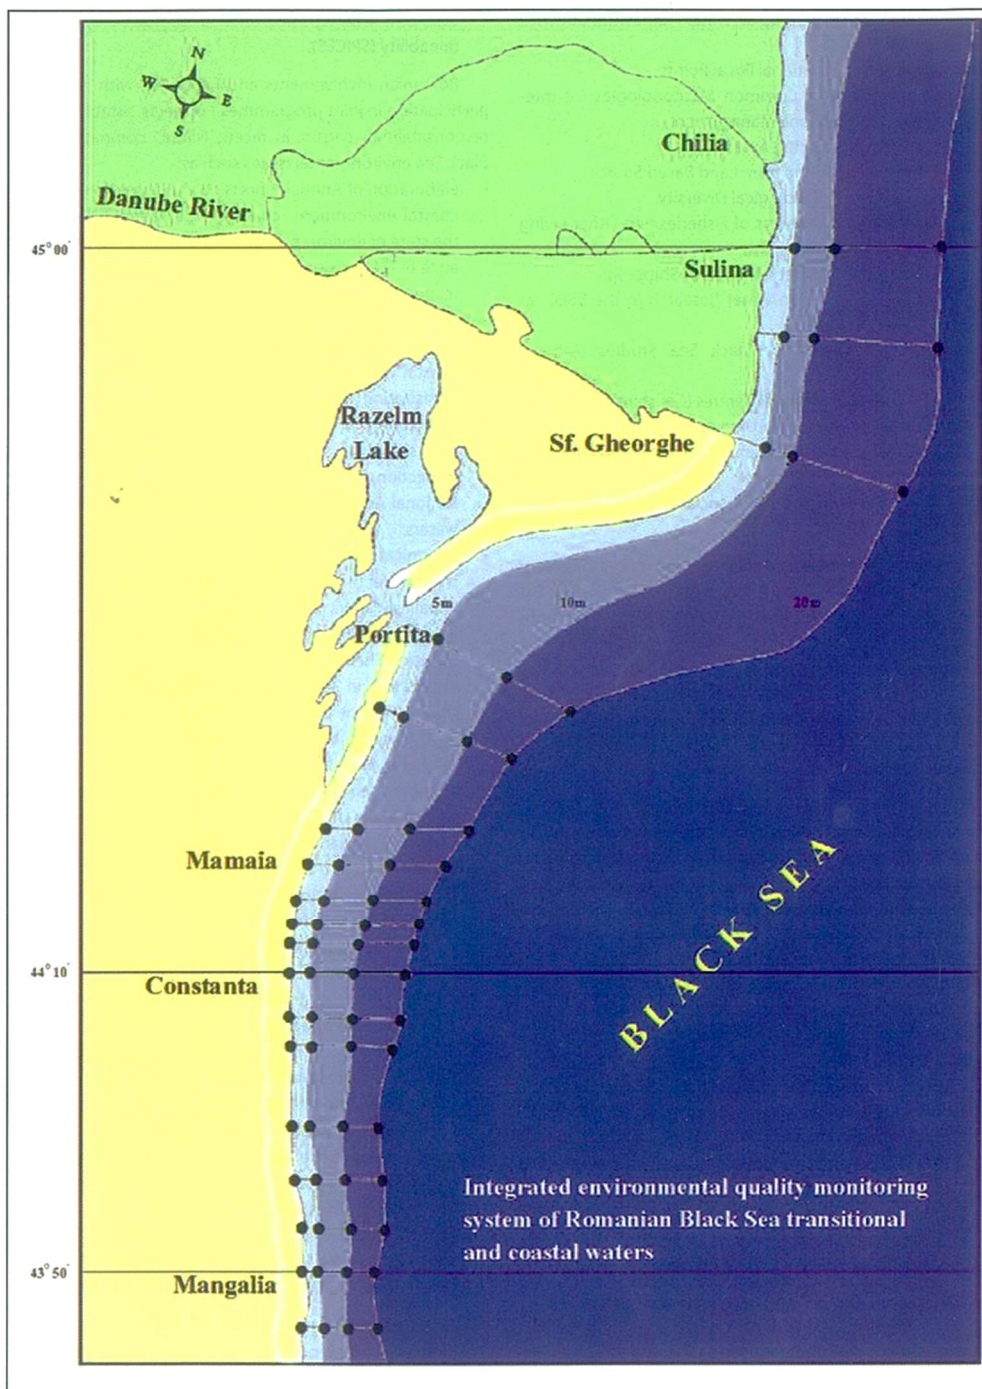 N
W
E
S
Chilia
Danube River
45°00'
Sulina
Razelm
Lake
Sf. Gheorghe
5m
10m
20m
Portita
Mamaia
BLACK SEA
44°10'
Constanta
Integrated environmental quality monitoring
system of Romanian Black Sea transitional
and coastal waters
43°50'
Mangalia